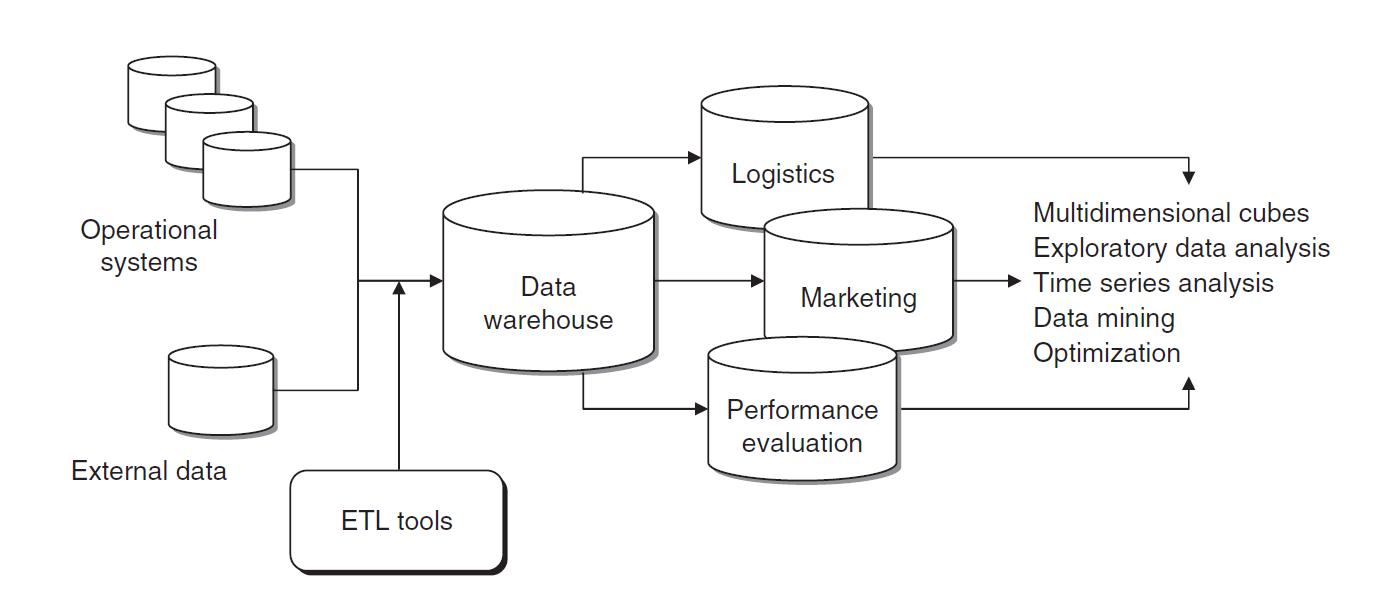 Operational
systems
External data
ETL tools
Data
warehouse
Logistics
Marketing
Performance
evaluation
Multidimensional cubes
Exploratory data analysis
Time series analysis
Data mining
Optimization